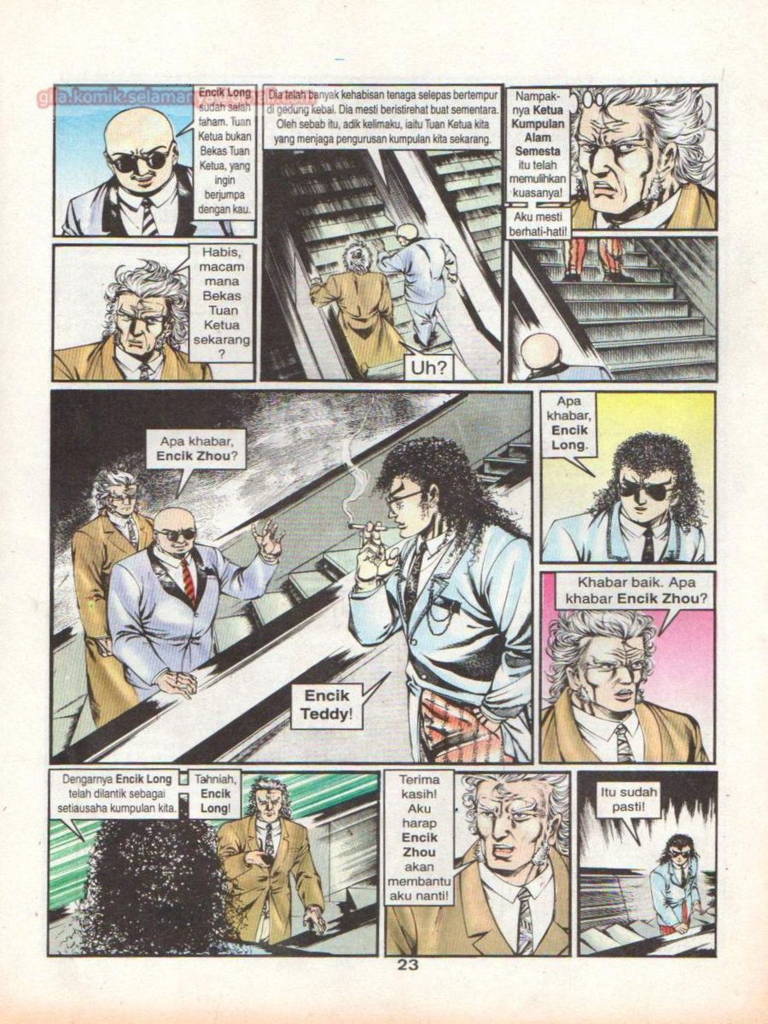 Encik Long
sudah salah
faham. Tuan
Ketua bukan
Bekas Tuan
Ketua, yang
ingin
berjumpa
dengan kau.
Habis,
macam
mana
Bekas
Tuan
Ketua
sekarang
?
Dia telah banyak kehabisan tenaga selepas bertempur
di gedung kebal. Dia mesti beristirehat buat sementara.
Oleh sebab itu, adik kelimaku, iaitu Tuan Ketua kita
yang menjaga pengurusan kumpulan kita sekarang.
Uh?
Nampak-
nya Ketua
Kumpulan
Alam
Semesta
itu telah
memulihkan
kuasanya!
Aku mesti
berhati-hati!
Apa khabar,
Encik Zhou?
Encik
Teddy!
Apa
khabar,
Encik
Long.
Khabar baik. Apa
khabar Encik Zhou?
Dengarnya Encik Long
telah dilantik sebagai
setiausaha kumpulan kita.
Tahniah,
Encik
Long!
Terima
kasih!
Aku
harap
Encik
Zhou
akan
membantu
aku nanti!
Itu sudah
pasti!
23